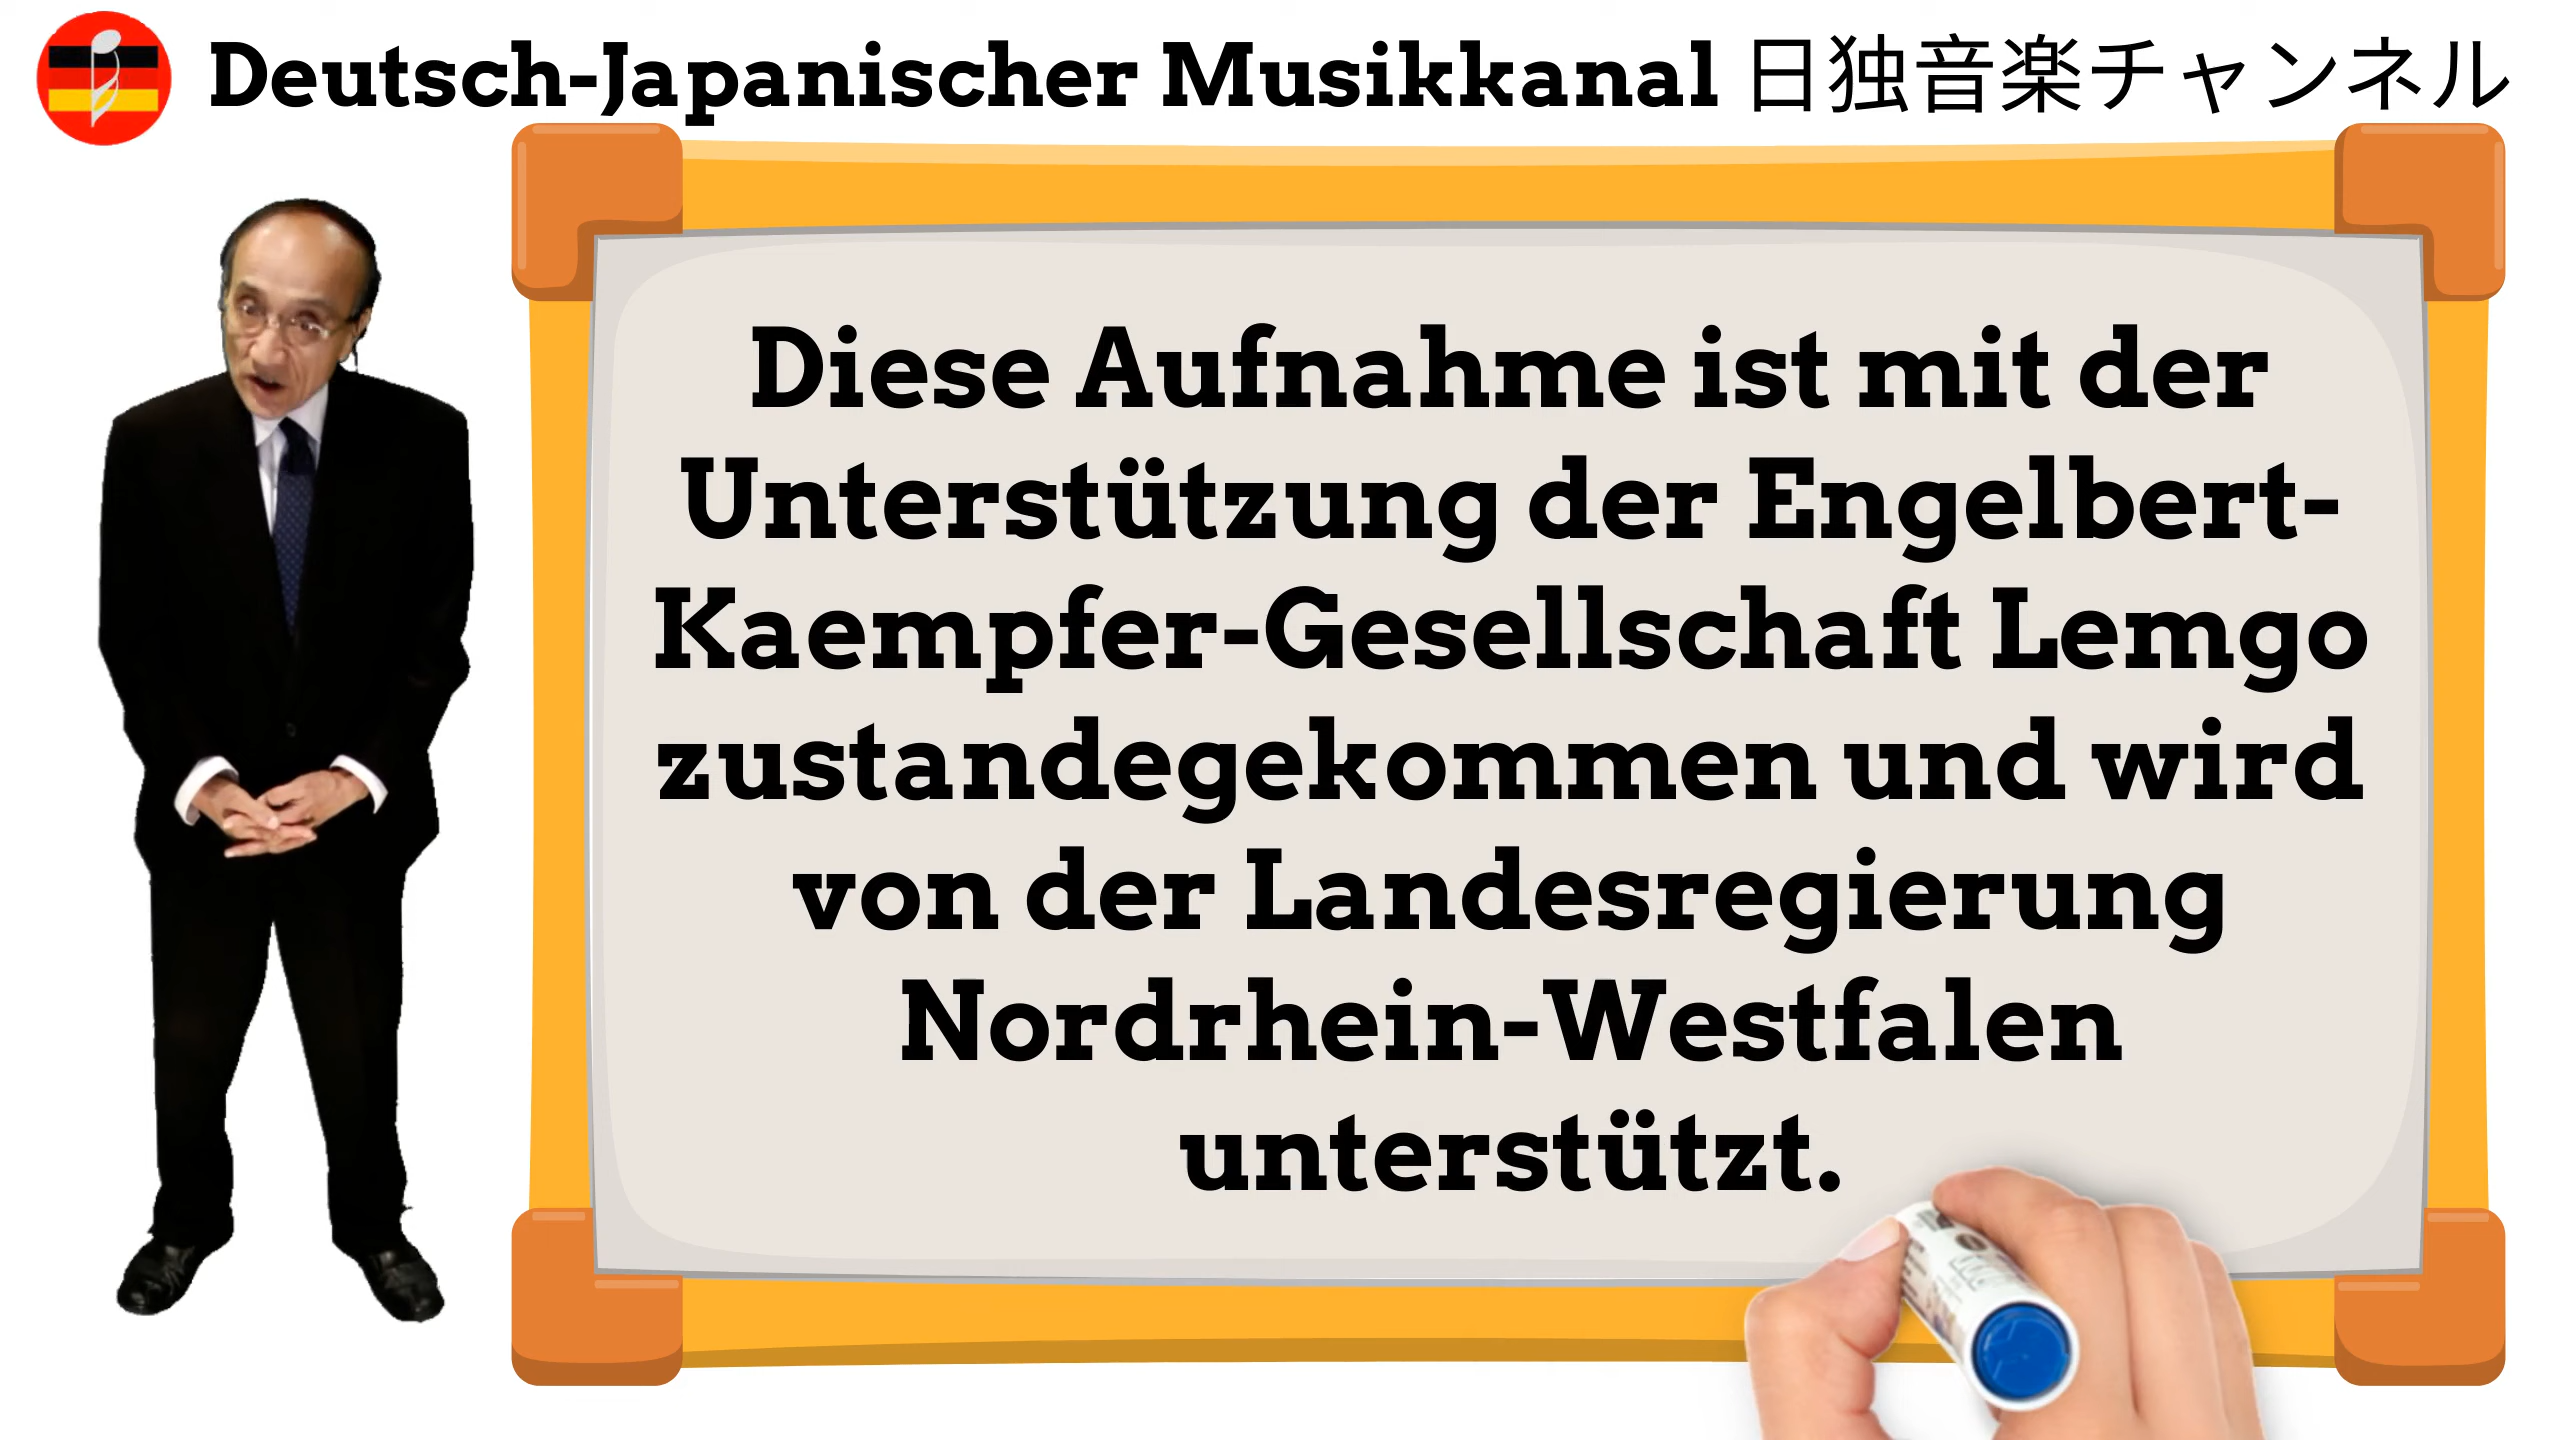 Deutsch-Japanischer Musikkanal 日独音楽チャンネル
Diese Aufnahme ist mit der
Unterstützung der Engelbert-
Kaempfer-Gesellschaft Lemgo
zustandegekommen und wird
von der Landesregierung
Nordrhein-Westfalen
unterstützt.